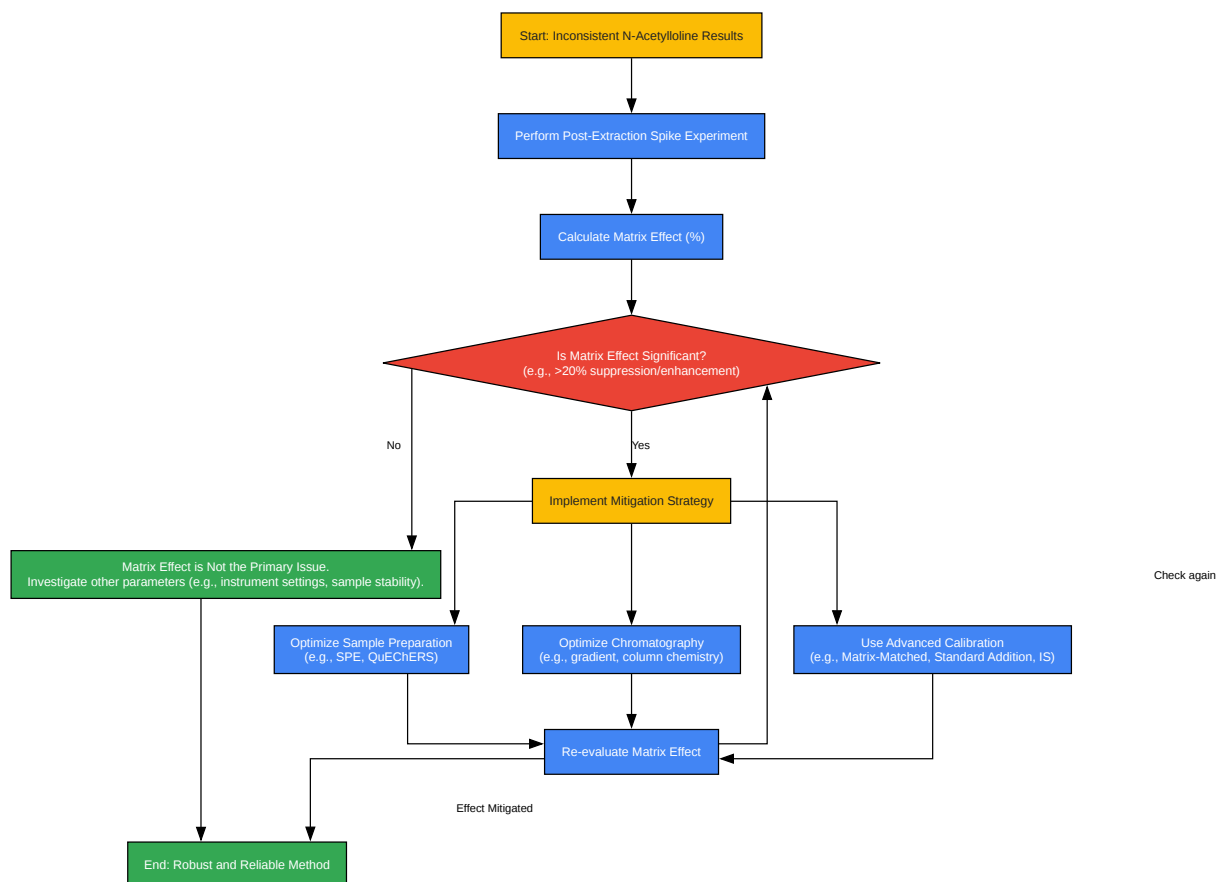 Start: Inconsistent N-Acetylloline Results
Perform Post-Extraction Spike Experiment
Calculate Matrix Effect (%)
Is Matrix Effect Significant?
(e.g., >20% suppression/enhancement)
No
Yes
Implement Mitigation Strategy
Matrix Effect is Not the Primary Issue.
Investigate other parameters (e.g., instrument settings, sample stability).
Check again
Optimize Sample Preparation
(e.g., SPE, QuEChERS)
Optimize Chromatography
(e.g., gradient, column chemistry)
Use Advanced Calibration
(e.g., Matrix-Matched, Standard Addition, IS)
Re-evaluate Matrix Effect
Effect Mitigated
End: Robust and Reliable Method